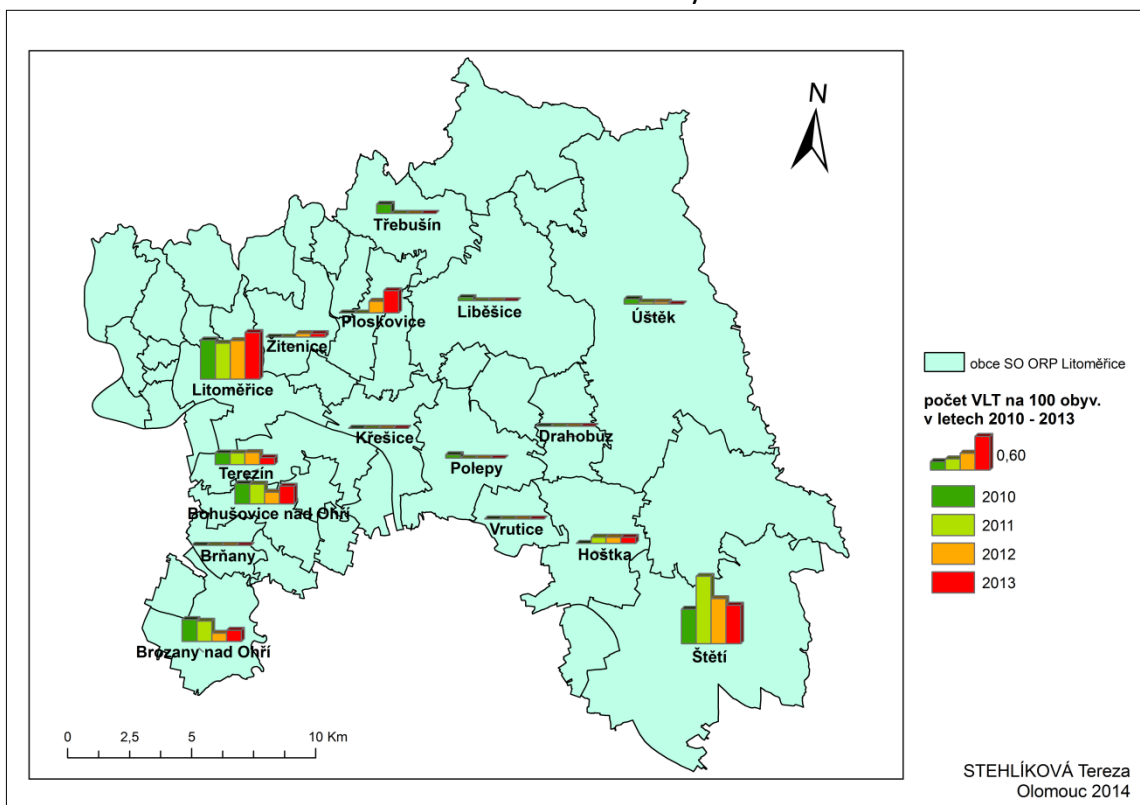 N
Třebušín
Ploskovice
Liběšice
Úštěk
Žitenice
Litoměřice
Křešice
Drahobuz
Polepy
Terezín
Bohušovice nad Ohří
Vrutice
Brňany
Hoštka
Brozany nad Ohří
Štětí
0 2,5 5 10 Km
obce SO ORP Litoměřice
počet VLT na 100 obyv.
v letech 2010 - 2013
0,60
2010
2011
2012
2013
STEHLÍKOVÁ Tereza
Olomouc 2014